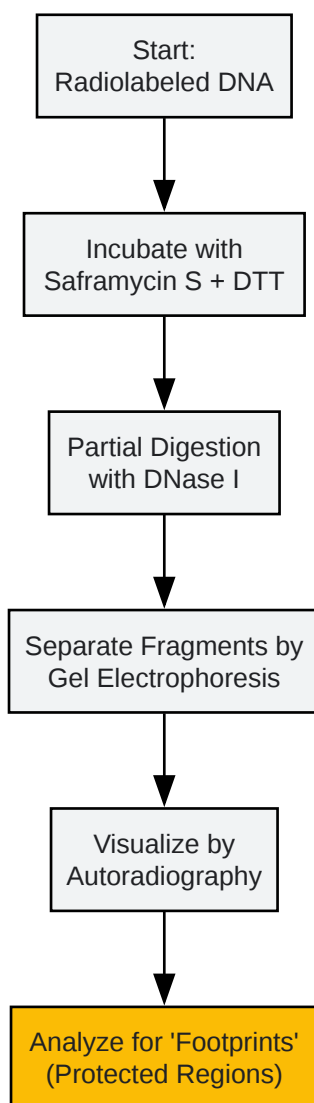 Start:
Radiolabeled DNA
Incubate with
Saframycin S + DTT
Partial Digestion
with DNase I
Separate Fragments by
Gel Electrophoresis
Visualize by
Autoradiography
Analyze for 'Footprints'
(Protected Regions)